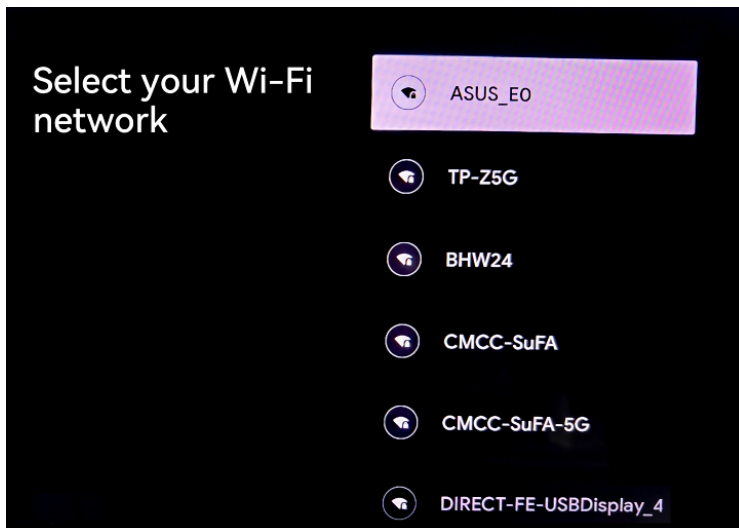 Select your Wi-Fi
network
ASUS_E0
TP-Z5G
BHW24
CMCC-SuFA
CMCC-SuFA-5G
DIRECT-FE-USBDisplay_4